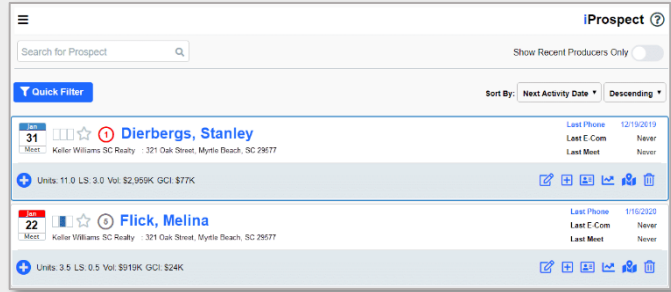 iProspect ?
Search for Prospect
Show Recent Producers Only
Quick Filter
Sort By: Next Activity Date Descending
Jan
31
Meet
1 Dierbergs, Stanley
Keller Williams SC Realty : 321 Oak Street, Myrtle Beach, SC 29577
Last Phone 12/19/2019
Last E-Com Never
Last Meet Never
Units: 11.0 LS: 3.0 Vol: $2,959K GCI: $77K
Jan
22
Meet
6 Flick, Melina
Keller Williams SC Realty : 321 Oak Street, Myrtle Beach, SC 29577
Last Phone 1/16/2020
Last E-Com Never
Last Meet Never
Units: 3.5 LS: 0.5 Vol: $919K GCI: $24K